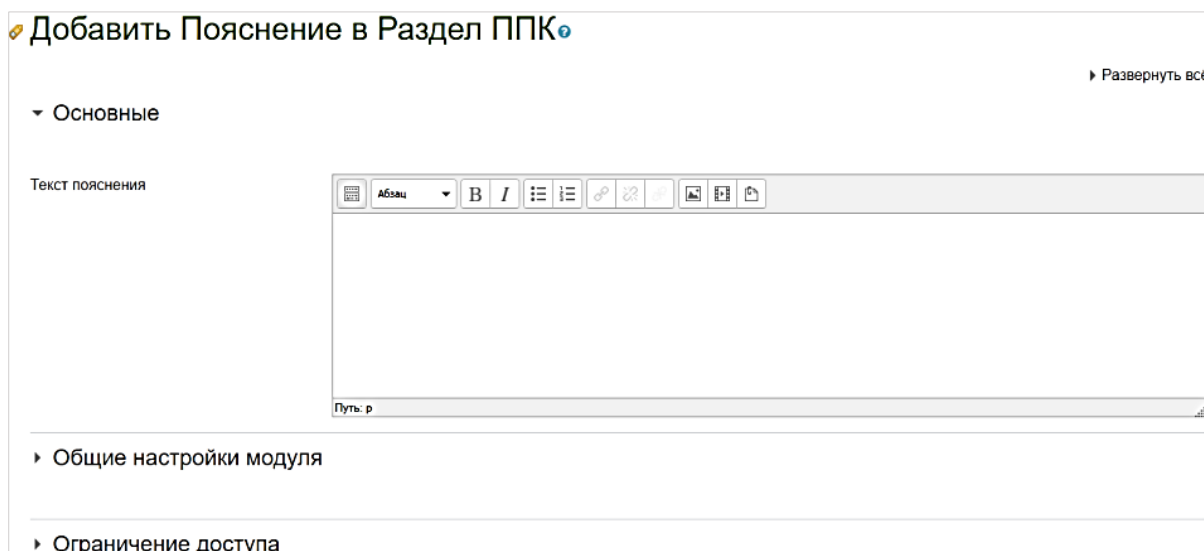 Добавить Пояснение в Раздел ППК
Развернуть всё
Основные
Текст пояснения
Абзац B I
Путь: p
Общие настройки модуля
Ограничение доступа